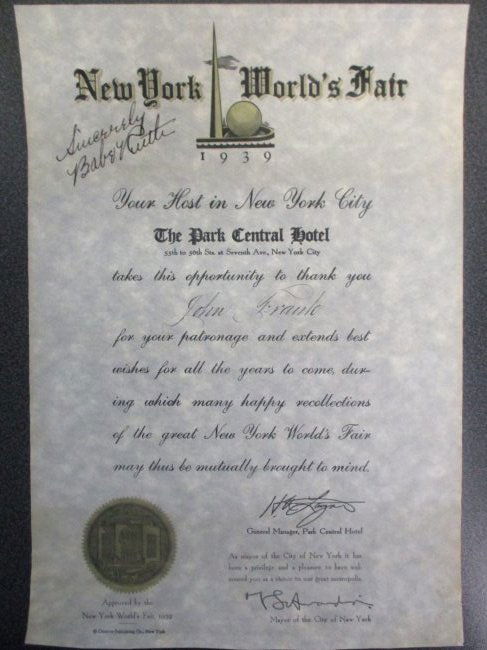 New York World's Fair
1939
Sincerely
Babe Ruth
Your Host in New York City
The Park Central Hotel
55th to 56th Sts. at Seventh Ave., New York City
takes this opportunity to thank you
John Frank
for your patronage and extends best
wishes for all the years to come, dur-
ing which many happy recollections
of the great New York World's Fair
may thus be mutually brought to mind.
General Manager, Park Central Hotel
As mayor of the City of New York it has
been a privilege and a pleasure to have wel-
comed you as a visitor to our great metropolis.
Mayor of the City of New York
Approved by the
New York World's Fair, 1939